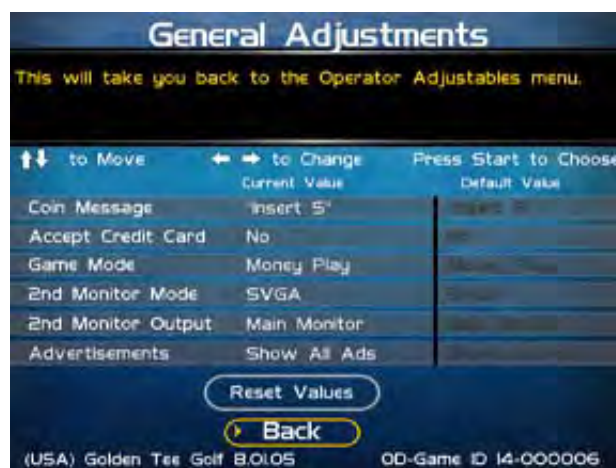 General Adjustments
This will take you back to the Operator Adjustables menu.
to Move to Change Press Start to Choose
Current Value Default Value
Coin Message "Insert $"
Accept Credit Card No
Game Mode Money Play
2nd Monitor Mode SVGA
2nd Monitor Output Main Monitor
Advertisements Show All Ads
Reset Values
Back
(USA) Golden Tee Golf 8.01.05 OD-Game ID 14-000006